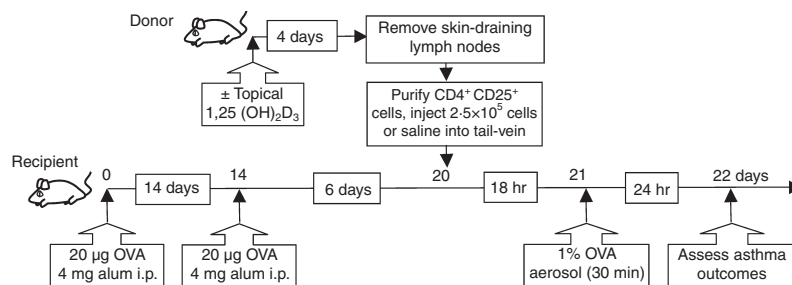 Donor
4 days
Remove skin-draining
lymph nodes
± Topical
1,25 (OH)₂D₃
Purify CD4⁺ CD25⁺
cells, inject 2·5×10⁵ cells
or saline into tail-vein
Recipient
0
14 days
14
6 days
20
18 hr
21
24 hr
22 days
20 µg OVA
4 mg alum i.p.
20 µg OVA
4 mg alum i.p.
1% OVA
aerosol (30 min)
Assess asthma
outcomes